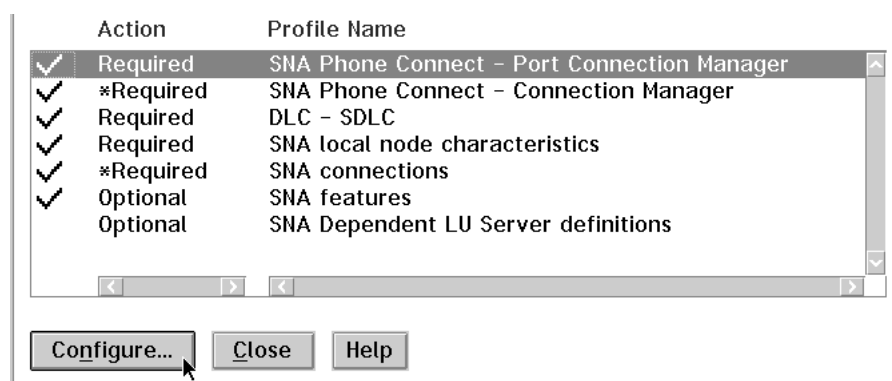 Action Profile Name
Required SNA Phone Connect – Port Connection Manager
*Required SNA Phone Connect – Connection Manager
Required DLC – SDLC
Required SNA local node characteristics
*Required SNA connections
Optional SNA features
Optional SNA Dependent LU Server definitions
Configure... Close Help